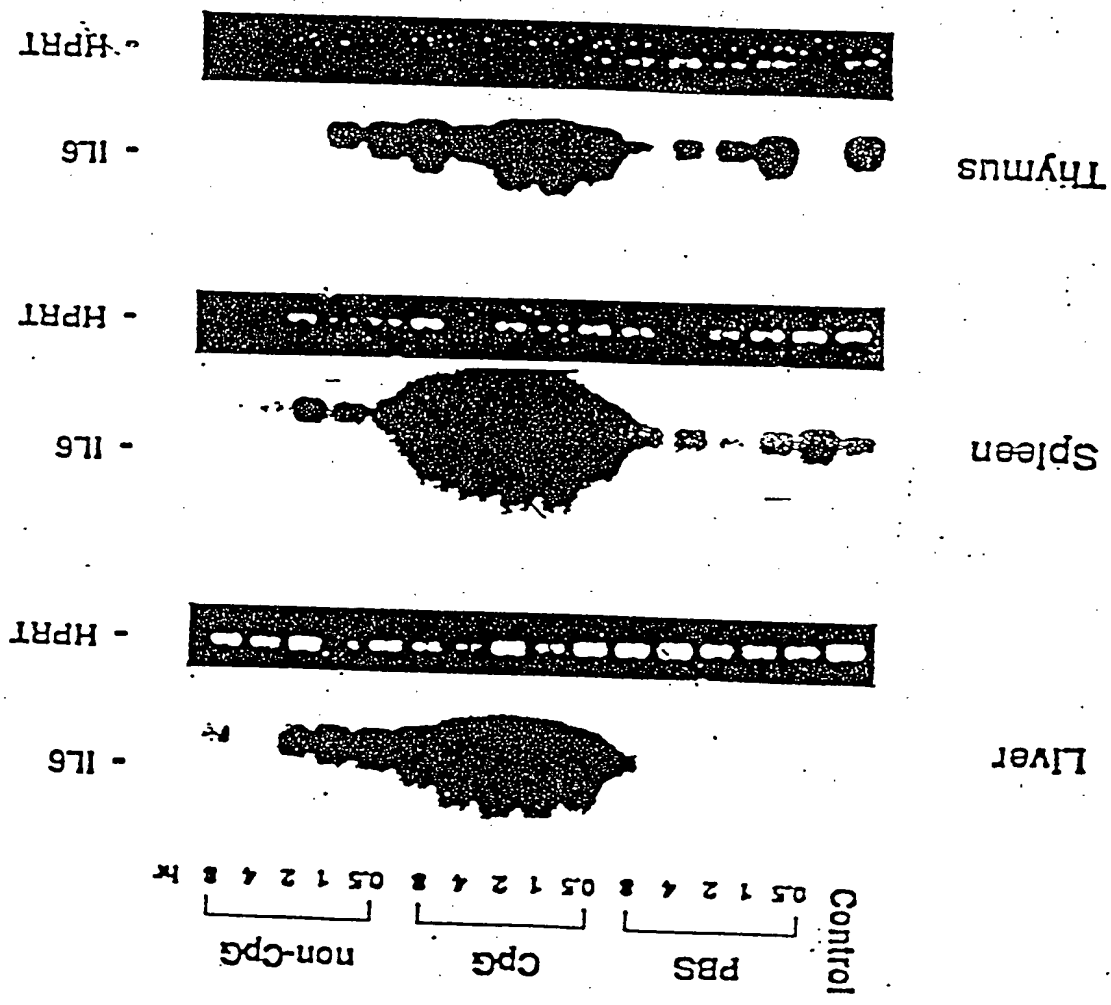 Control
PBS CpG non-CpG
0.5 1 2 4 8 0.5 1 2 4 8 0.5 1 2 4 8 hr
Liver
- IL6
- HPRT
Spleen
- IL6
- HPRT
Thymus
- IL6
- HPRT